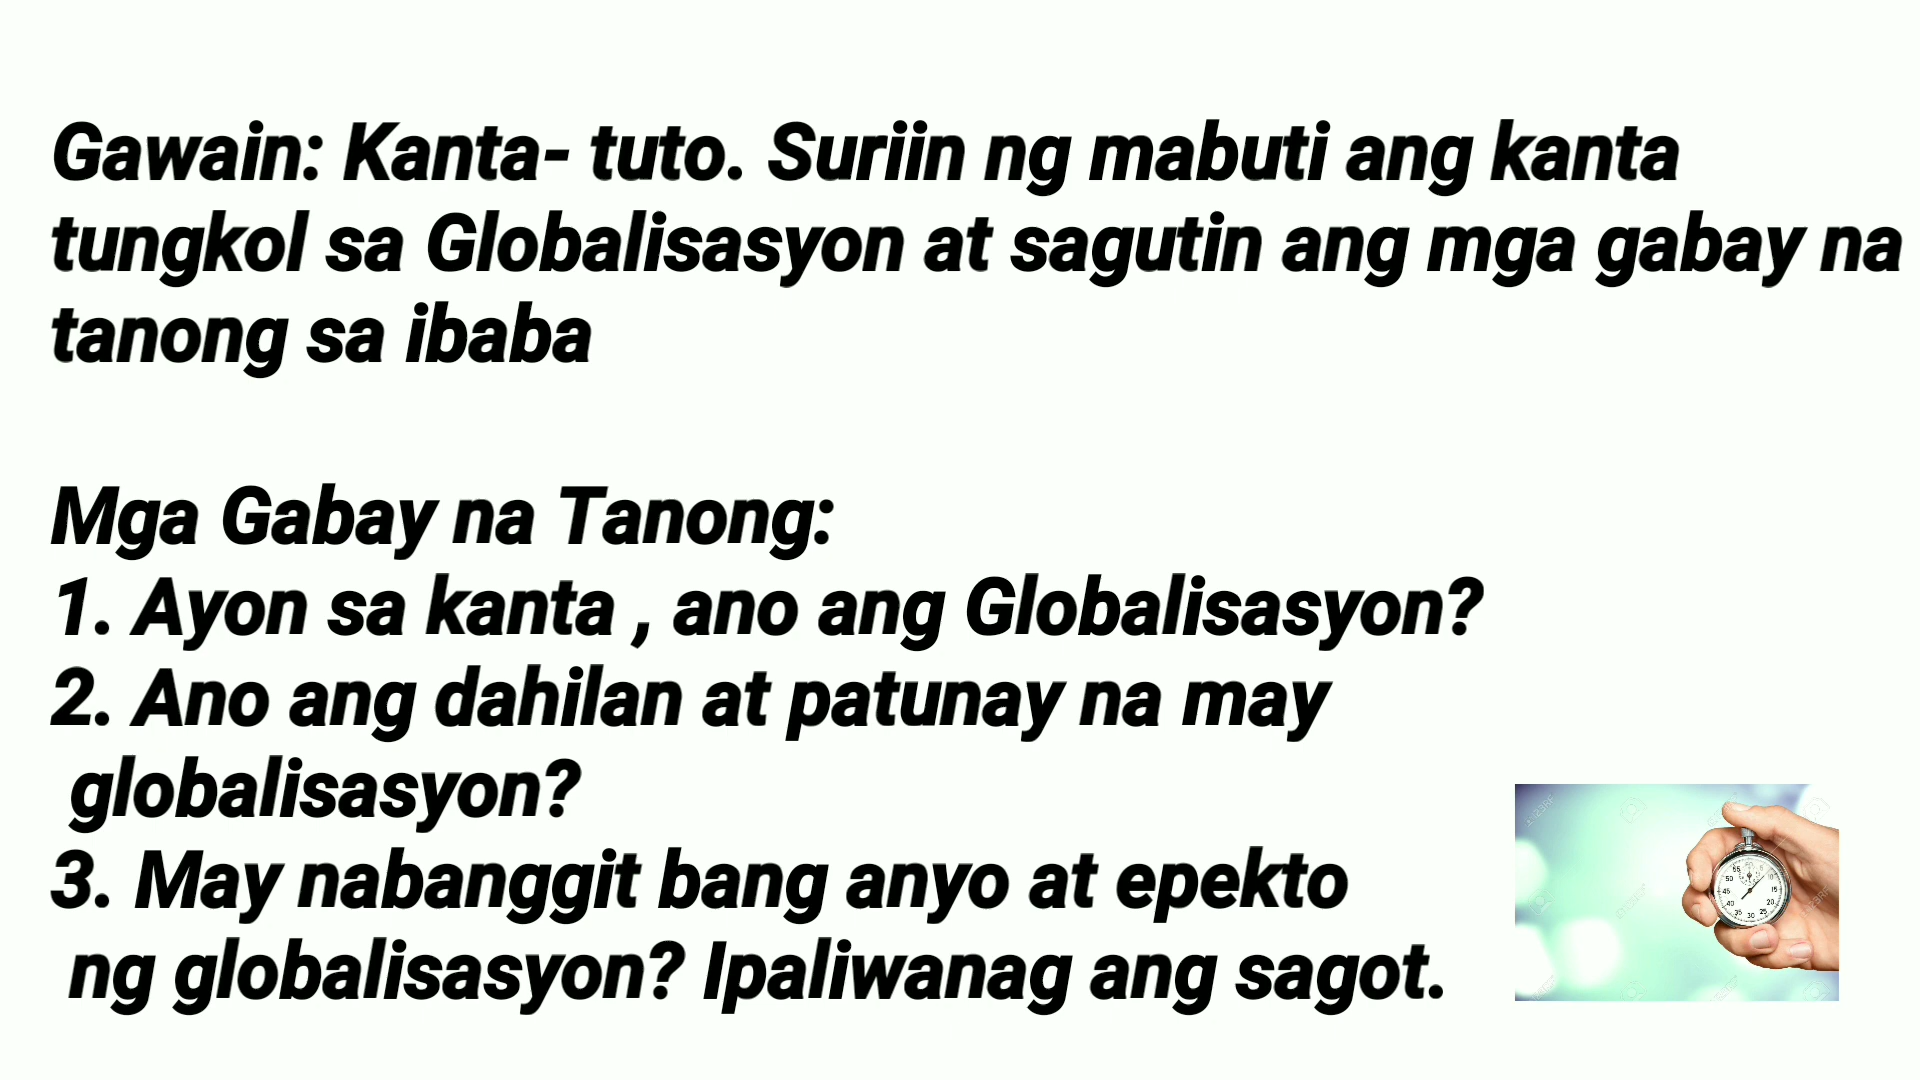 Gawain: Kanta- tuto. Suriin ng mabuti ang kanta
tungkol sa Globalisasyon at sagutin ang mga gabay na
tanong sa ibaba
Mga Gabay na Tanong:
1. Ayon sa kanta , ano ang Globalisasyon?
2. Ano ang dahilan at patunay na may
globalisasyon?
3. May nabanggit bang anyo at epekto
ng globalisasyon? Ipaliwanag ang sagot.